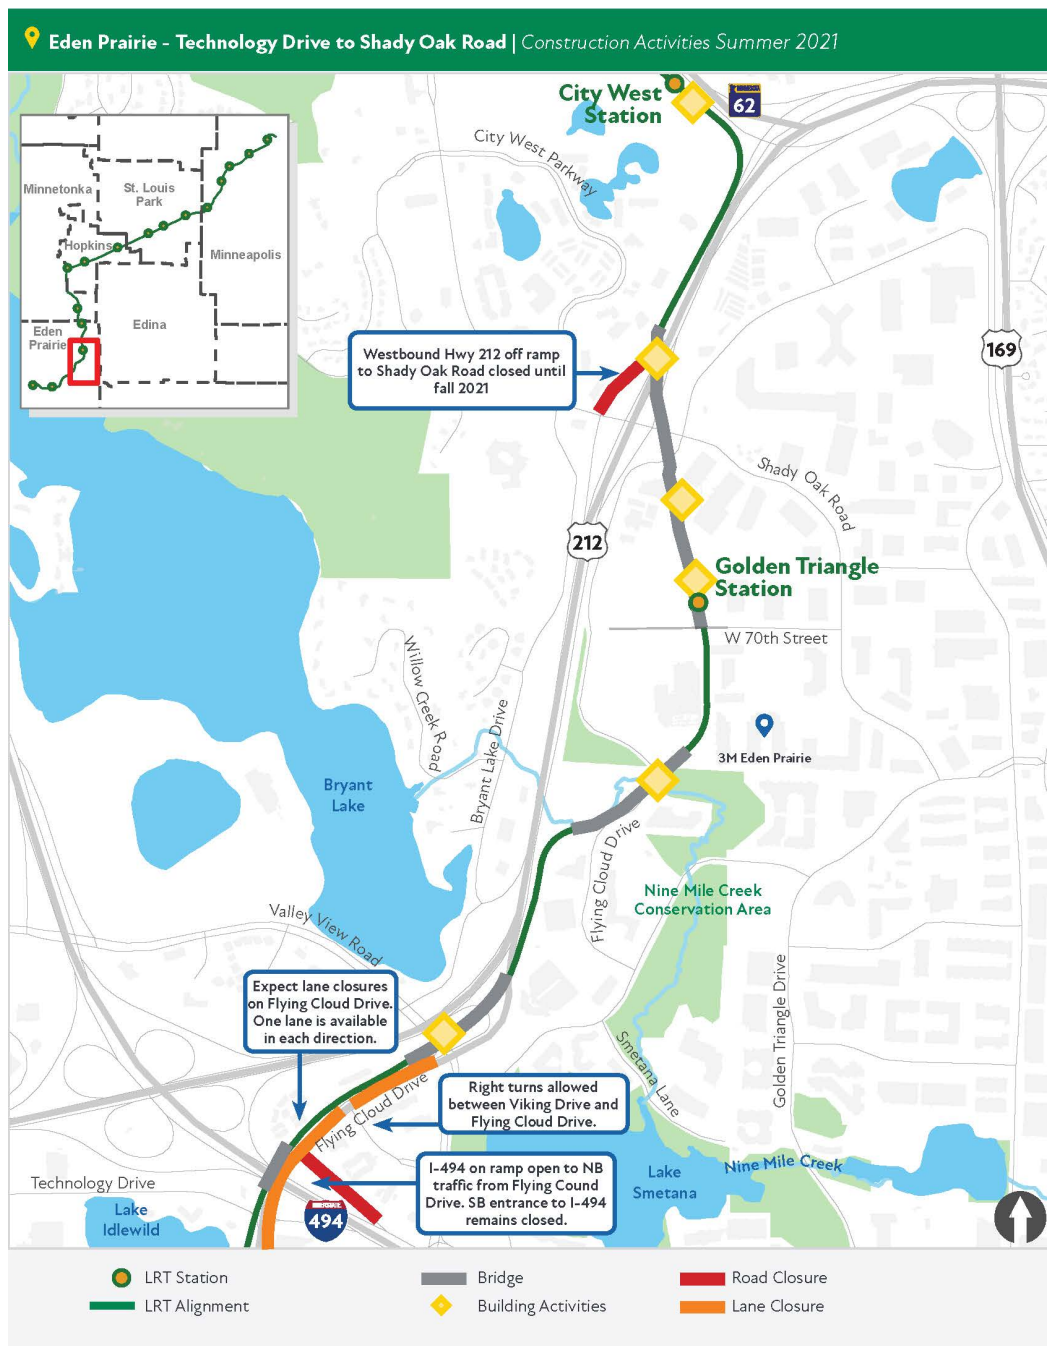 Eden Prairie - Technology Drive to Shady Oak Road | Construction Activities Summer 2021
City West
Station
62
City West Parkway
Minnetonka
St. Louis
Park
Hopkins
Minneapolis
Eden
Prairie
Edina
169
Westbound Hwy 212 off ramp
to Shady Oak Road closed until
fall 2021
Shady Oak Road
212
Golden Triangle
Station
W 70th Street
Willow Creek Road
Bryant Lake Drive
3M Eden Prairie
Bryant
Lake
Flying Cloud Drive
Nine Mile Creek
Conservation Area
Valley View Road
Golden Triangle Drive
Expect lane closures
on Flying Cloud Drive.
One lane is available
in each direction.
Smetana Lane
Right turns allowed
between Viking Drive and
Flying Cloud Drive.
Flying Cloud Drive
I-494 on ramp open to NB
traffic from Flying Cound
Drive. SB entrance to I-494
remains closed.
Lake
Smetana
Nine Mile Creek
Technology Drive
Lake
Idlewild
494
LRT Station
Bridge
Road Closure
LRT Alignment
Building Activities
Lane Closure